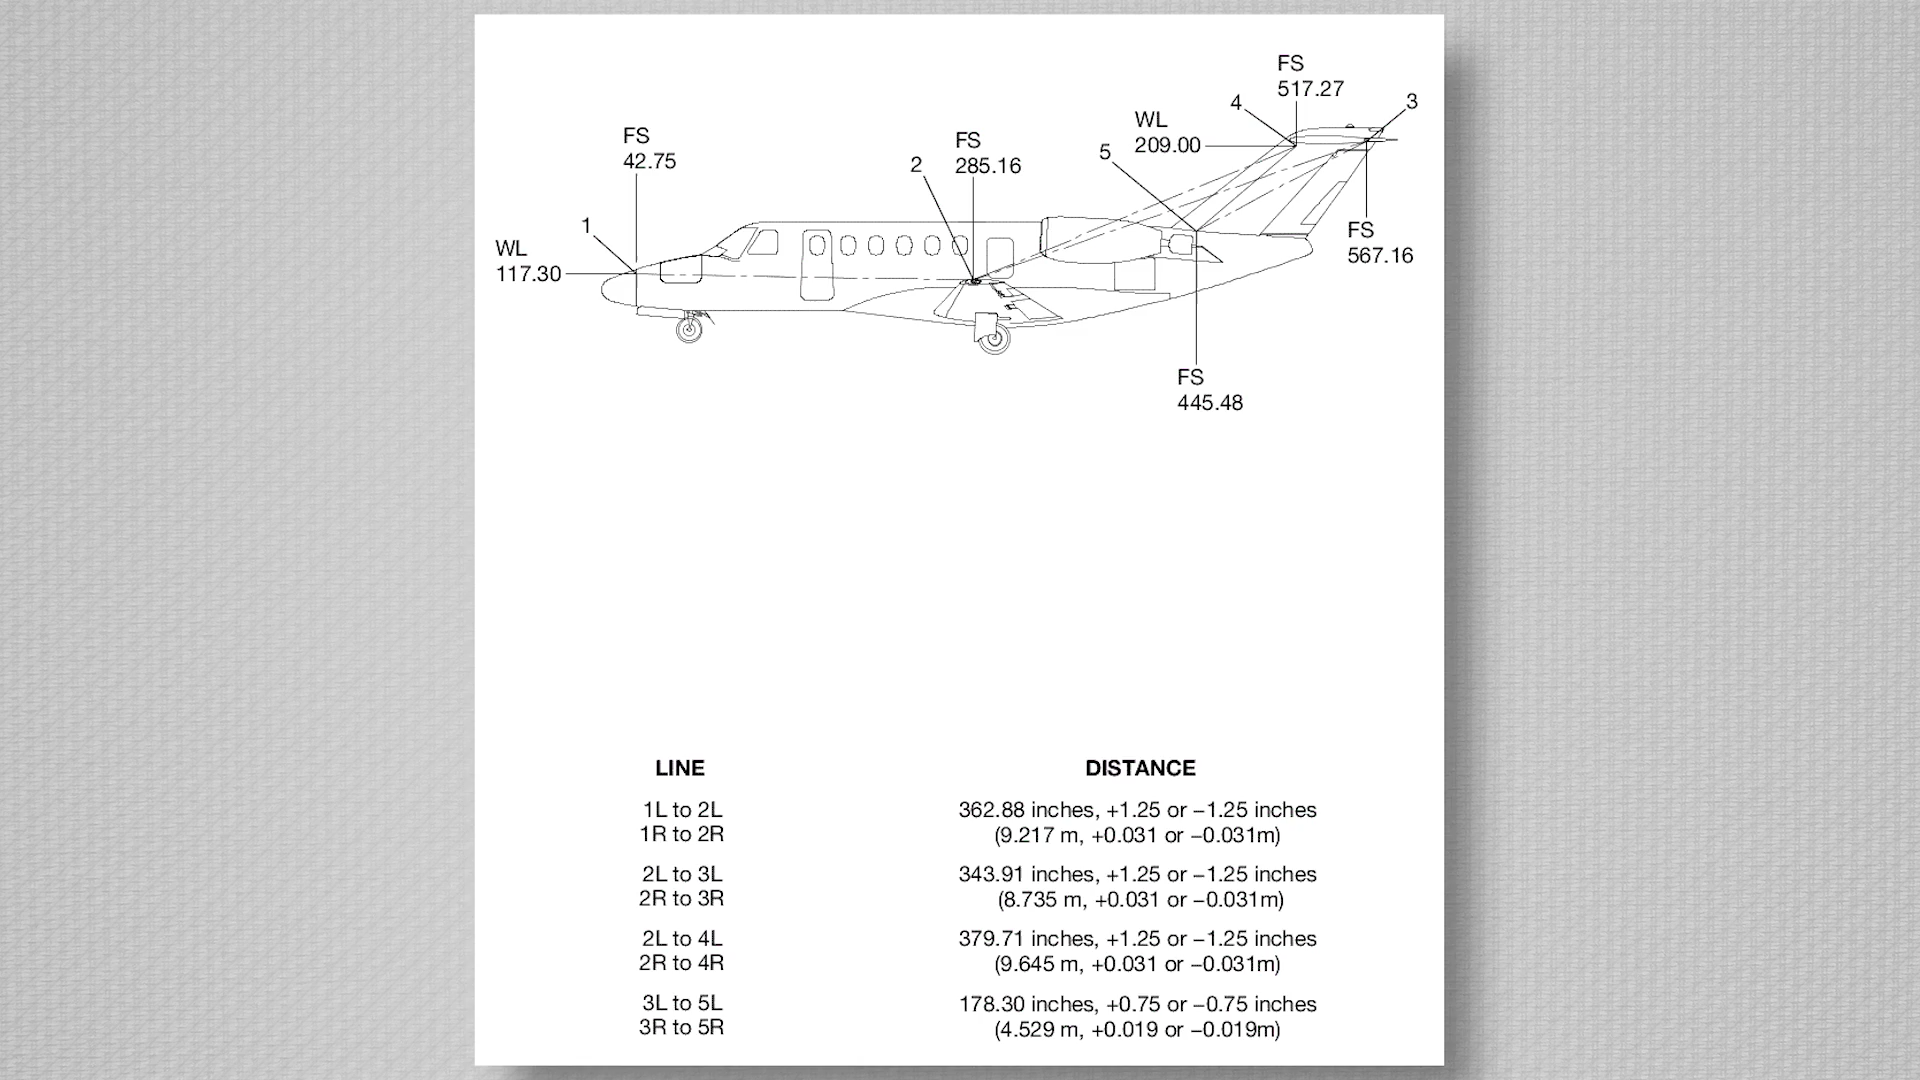 FS
517.27
4
3
WL
209.00
FS
42.75
FS
285.16
5
2
1
FS
567.16
WL
117.30
FS
445.48
LINE
DISTANCE
1L to 2L
362.88 inches, +1.25 or −1.25 inches
1R to 2R
(9.217 m, +0.031 or −0.031m)
2L to 3L
343.91 inches, +1.25 or −1.25 inches
2R to 3R
(8.735 m, +0.031 or −0.031m)
2L to 4L
379.71 inches, +1.25 or −1.25 inches
2R to 4R
(9.645 m, +0.031 or −0.031m)
3L to 5L
178.30 inches, +0.75 or −0.75 inches
3R to 5R
(4.529 m, +0.019 or −0.019m)